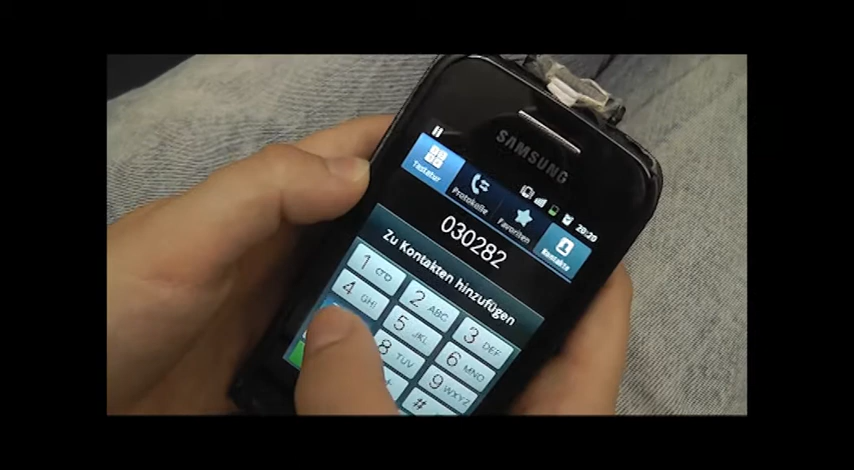 SAMSUNG
20:20
Tastatur
Protokolle
Favoriten
Kontakte
030282
Zu Kontakten hinzufügen
1
2 ABC
3 DEF
4 GHI
5 JKL
6 MNO
8 TUV
9 WXYZ
#